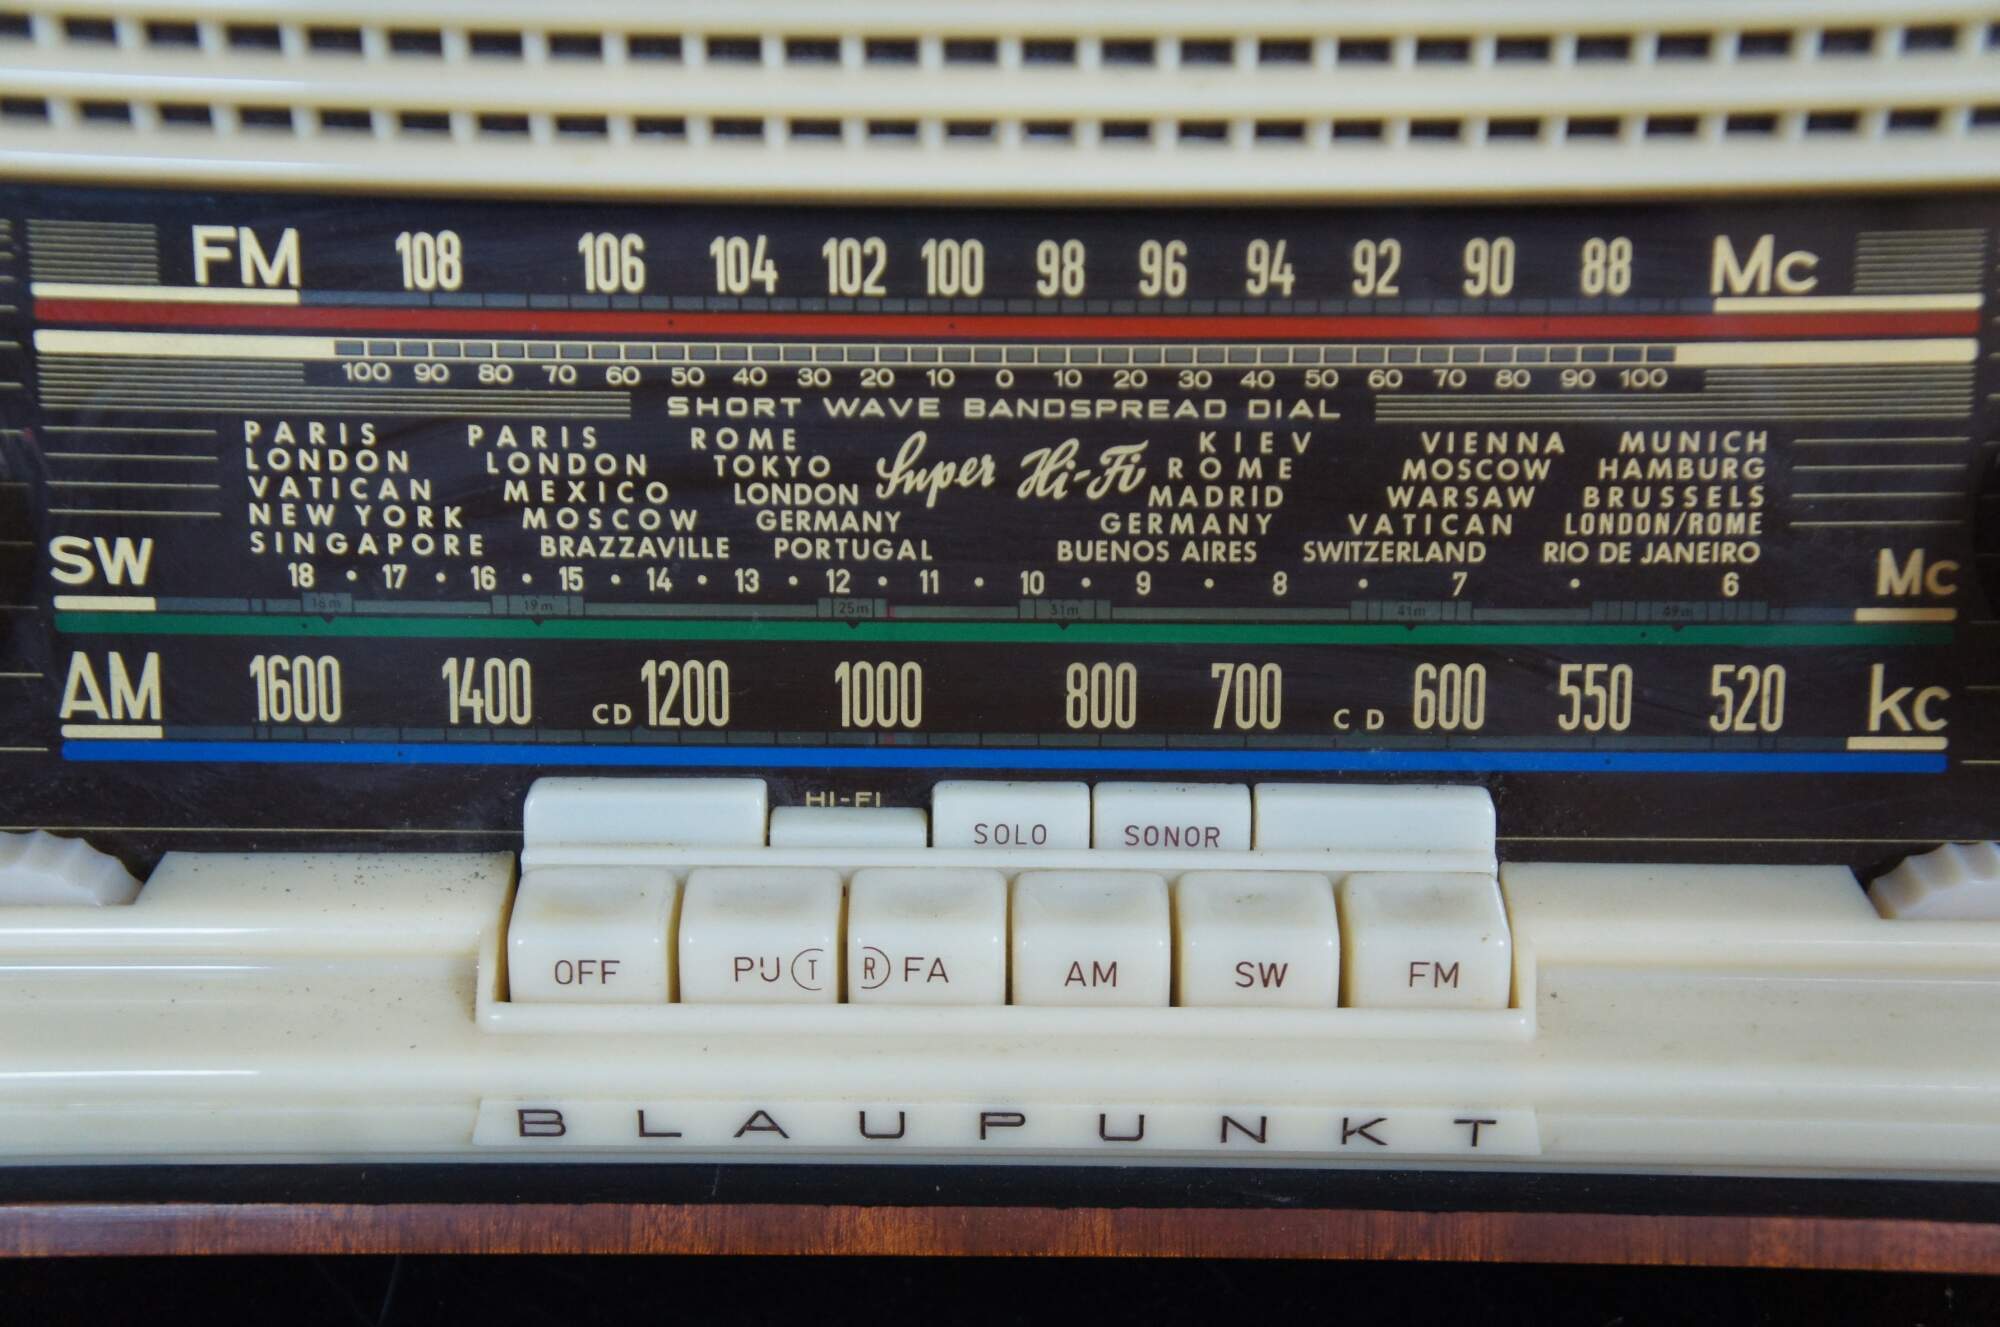 FM 108 106 104 102 100 98 96 94 92 90 88 Mc
100 90 80 70 60 50 40 30 20 10 0 10 20 30 40 50 60 70 80 90 100
SHORT WAVE BANDSPREAD DIAL
PARIS PARIS ROME Super Hi-Fi KIEV VIENNA MUNICH
LONDON LONDON TOKYO ROME MOSCOW HAMBURG
VATICAN MEXICO LONDON MADRID WARSAW BRUSSELS
NEW YORK MOSCOW GERMANY GERMANY VATICAN LONDON/ROME
SINGAPORE BRAZZAVILLE PORTUGAL BUENOS AIRES SWITZERLAND RIO DE JANEIRO
SW 18 • 17 • 16 • 15 • 14 • 13 • 12 • 11 • 10 • 9 • 8 • 7 • 6 Mc
16m 19m 25m 31m 41m 49m
AM 1600 1400 CD 1200 1000 800 700 CD 600 550 520 kc
HI-FI
SOLO SONOR
OFF PU T R FA AM SW FM
BLAUPUNKT